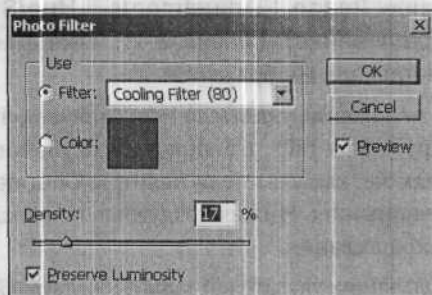 Photo Filter
Use
Filter: Cooling Filter (80)
Color:
OK
Cancel
Preview
Density: 17 %
Preserve Luminosity